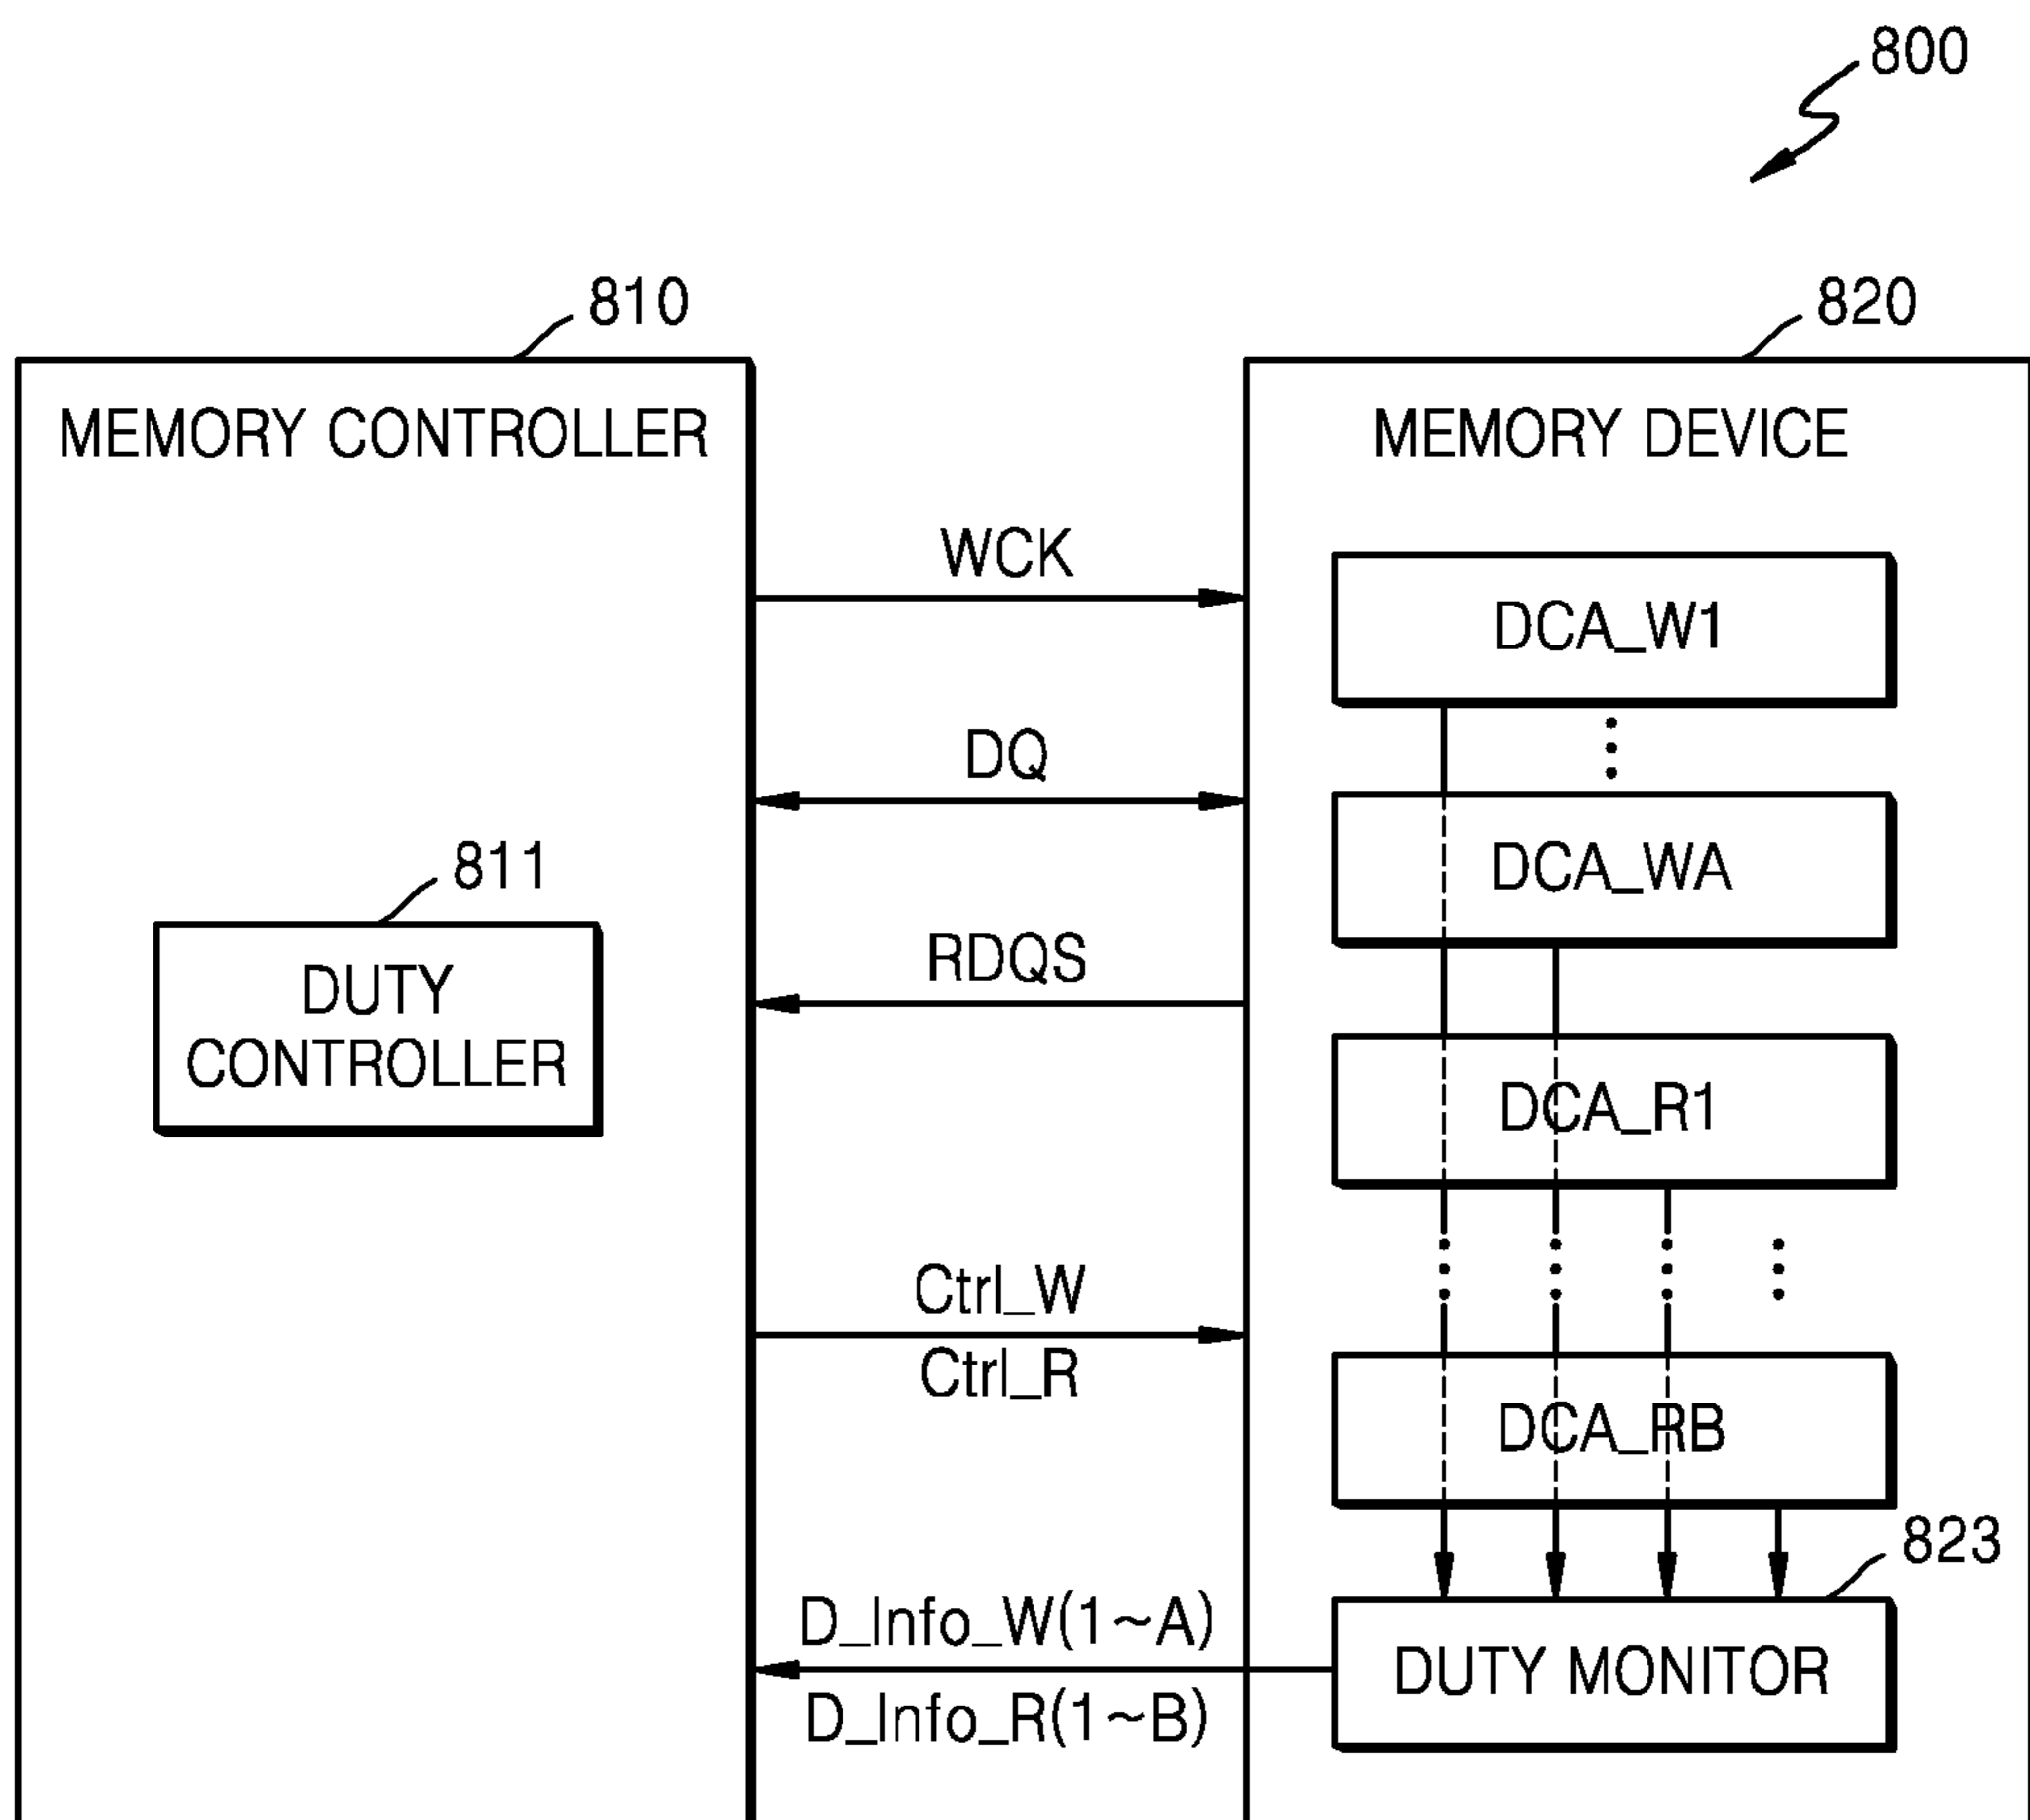 800
810
820
MEMORY CONTROLLER
MEMORY DEVICE
WCK
DCA_W1
DQ
DCA_WA
811
DUTY
CONTROLLER
RDQS
DCA_R1
Ctrl_W
Ctrl_R
DCA_RB
823
D_Info_W(1~A)
D_Info_R(1~B)
DUTY MONITOR